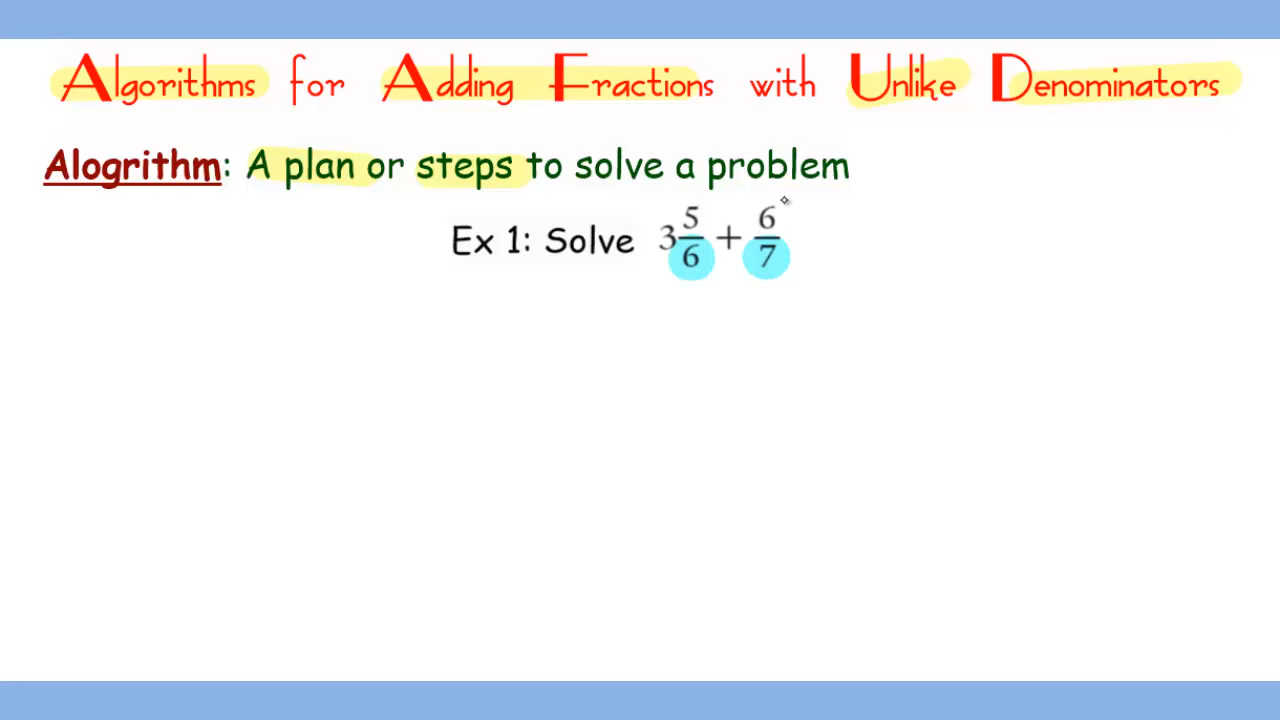 Algorithms for Adding Fractions with Unlike Denominators
Alogrithm: A plan or steps to solve a problem
Ex 1: Solve 3 5/6 + 6/7